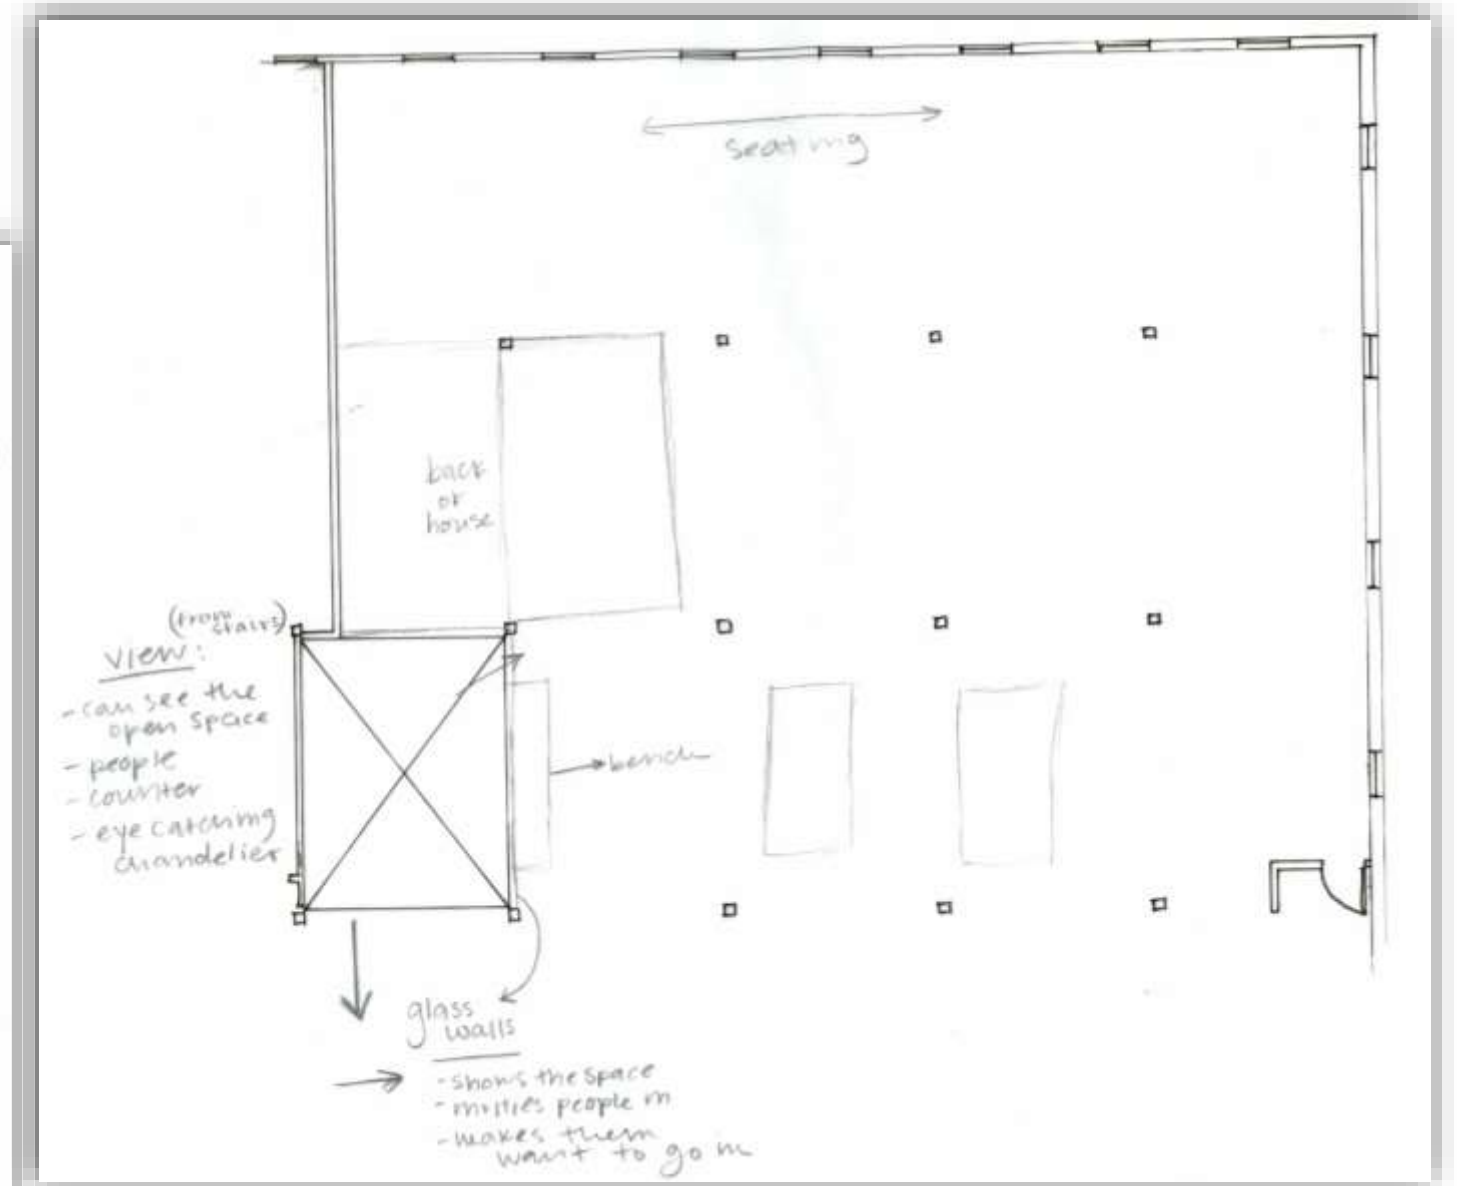 seating
back
of
house
(from
stairs)
view:
- can see the
open space
- people
- counter
- eye catching
chandelier
bench
glass
walls
- shows the space
- invites people in
- makes them
want to go in